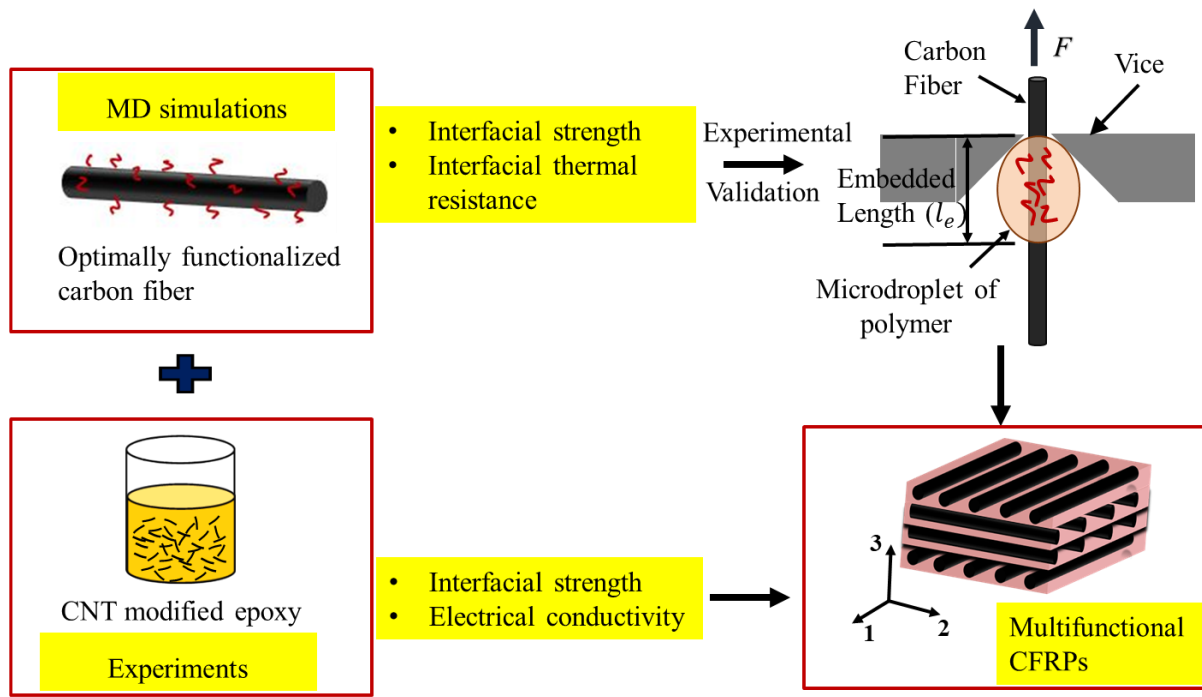 MD simulations
Optimally functionalized
carbon fiber
• Interfacial strength
• Interfacial thermal
resistance
Experimental
Validation
Carbon
Fiber
F
Vice
Embedded
Length (lₑ)
Microdroplet of
polymer
CNT modified epoxy
Experiments
• Interfacial strength
• Electrical conductivity
3
1
2
Multifunctional
CFRPs